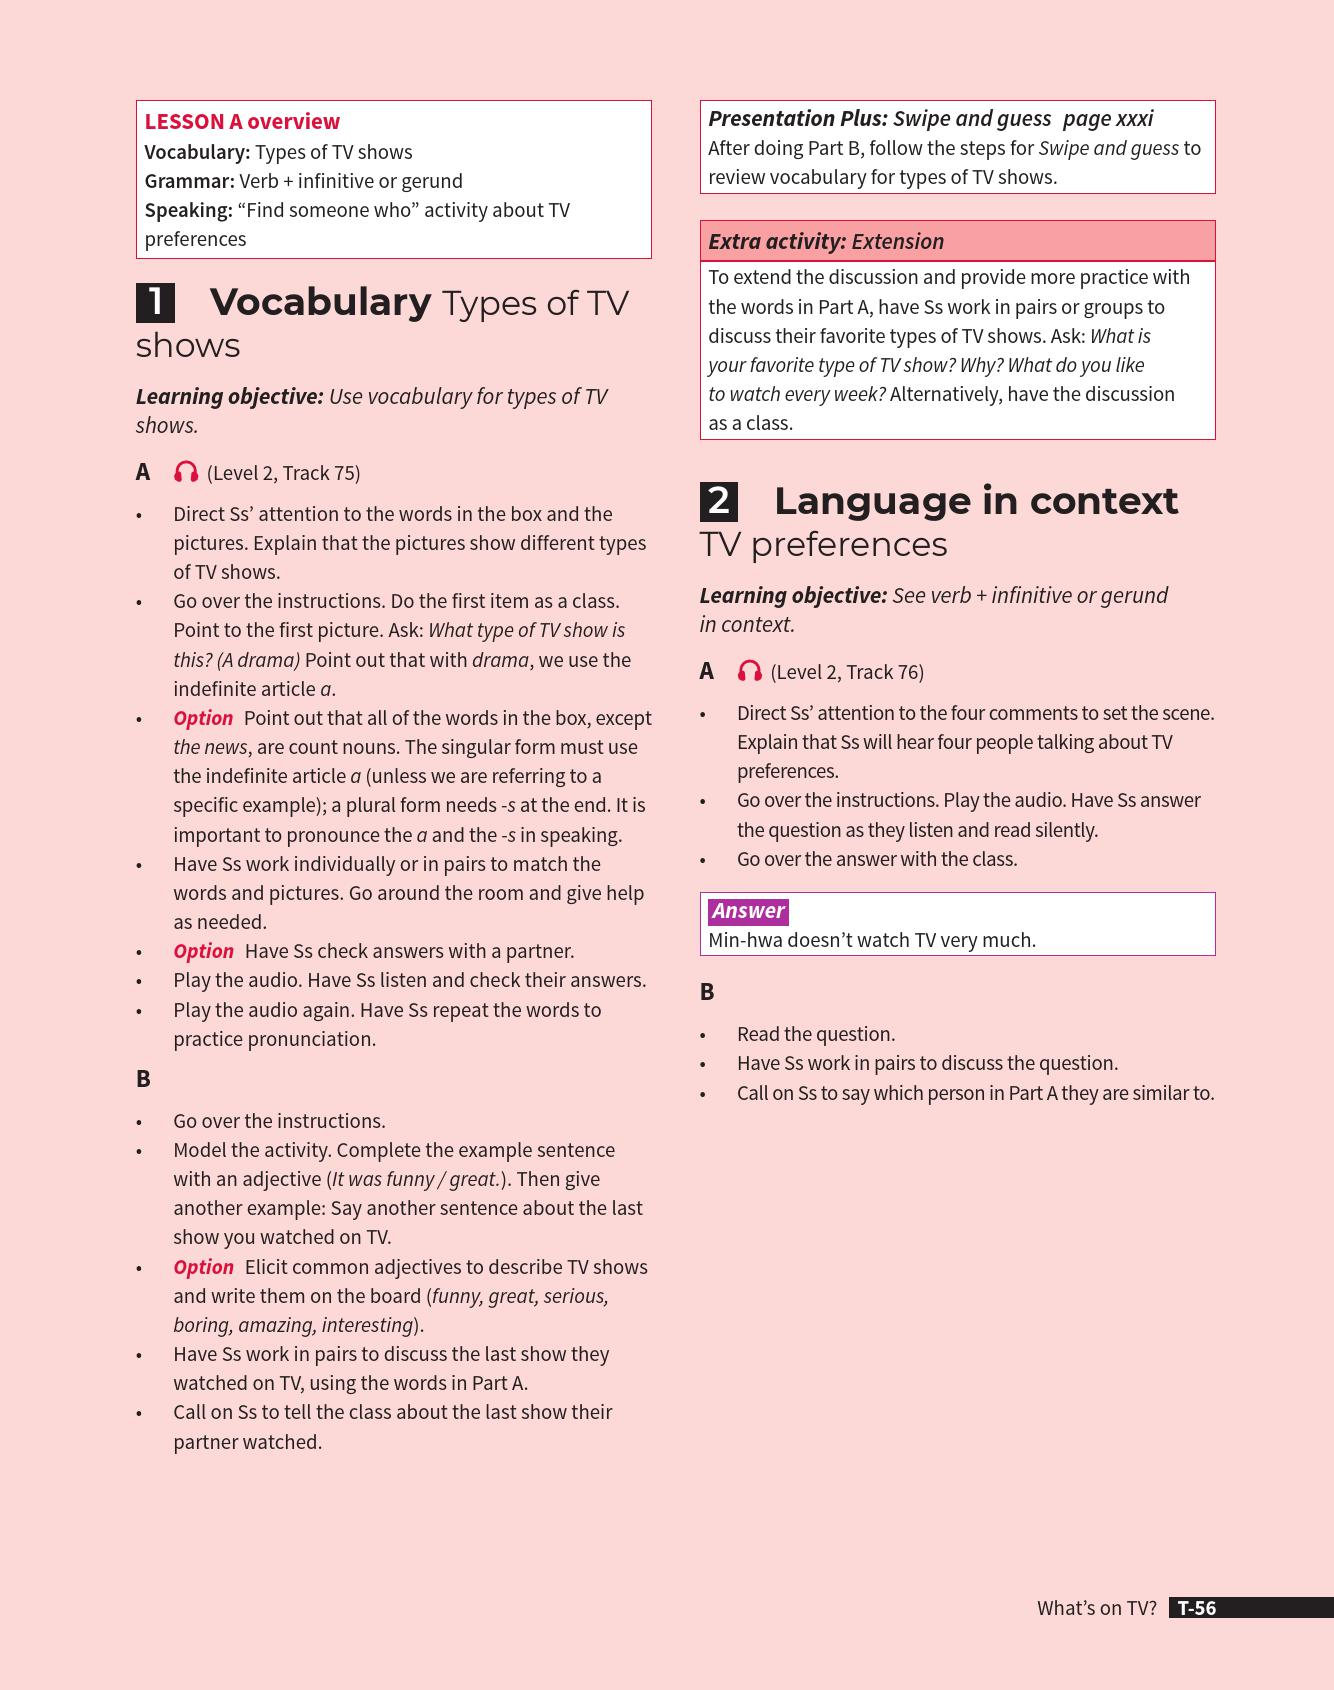 LESSON A overview
Vocabulary: Types of TV shows
Grammar: Verb + infinitive or gerund
Speaking: “Find someone who” activity about TV
preferences
1 Vocabulary Types of TV
shows
Learning objective: Use vocabulary for types of TV
shows.
A (Level 2, Track 75)
• Direct Ss’ attention to the words in the box and the
pictures. Explain that the pictures show different types
of TV shows.
• Go over the instructions. Do the first item as a class.
Point to the first picture. Ask: What type of TV show is
this? (A drama) Point out that with drama, we use the
indefinite article a.
• Option Point out that all of the words in the box, except
the news, are count nouns. The singular form must use
the indefinite article a (unless we are referring to a
specific example); a plural form needs -s at the end. It is
important to pronounce the a and the -s in speaking.
• Have Ss work individually or in pairs to match the
words and pictures. Go around the room and give help
as needed.
• Option Have Ss check answers with a partner.
• Play the audio. Have Ss listen and check their answers.
• Play the audio again. Have Ss repeat the words to
practice pronunciation.
B
• Go over the instructions.
• Model the activity. Complete the example sentence
with an adjective (It was funny / great.). Then give
another example: Say another sentence about the last
show you watched on TV.
• Option Elicit common adjectives to describe TV shows
and write them on the board (funny, great, serious,
boring, amazing, interesting).
• Have Ss work in pairs to discuss the last show they
watched on TV, using the words in Part A.
• Call on Ss to tell the class about the last show their
partner watched.
Presentation Plus: Swipe and guess page xxxi
After doing Part B, follow the steps for Swipe and guess to
review vocabulary for types of TV shows.
Extra activity: Extension
To extend the discussion and provide more practice with
the words in Part A, have Ss work in pairs or groups to
discuss their favorite types of TV shows. Ask: What is
your favorite type of TV show? Why? What do you like
to watch every week? Alternatively, have the discussion
as a class.
2 Language in context
TV preferences
Learning objective: See verb + infinitive or gerund
in context.
A (Level 2, Track 76)
• Direct Ss’ attention to the four comments to set the scene.
Explain that Ss will hear four people talking about TV
preferences.
• Go over the instructions. Play the audio. Have Ss answer
the question as they listen and read silently.
• Go over the answer with the class.
Answer
Min-hwa doesn’t watch TV very much.
B
• Read the question.
• Have Ss work in pairs to discuss the question.
• Call on Ss to say which person in Part A they are similar to.
What’s on TV? T-56